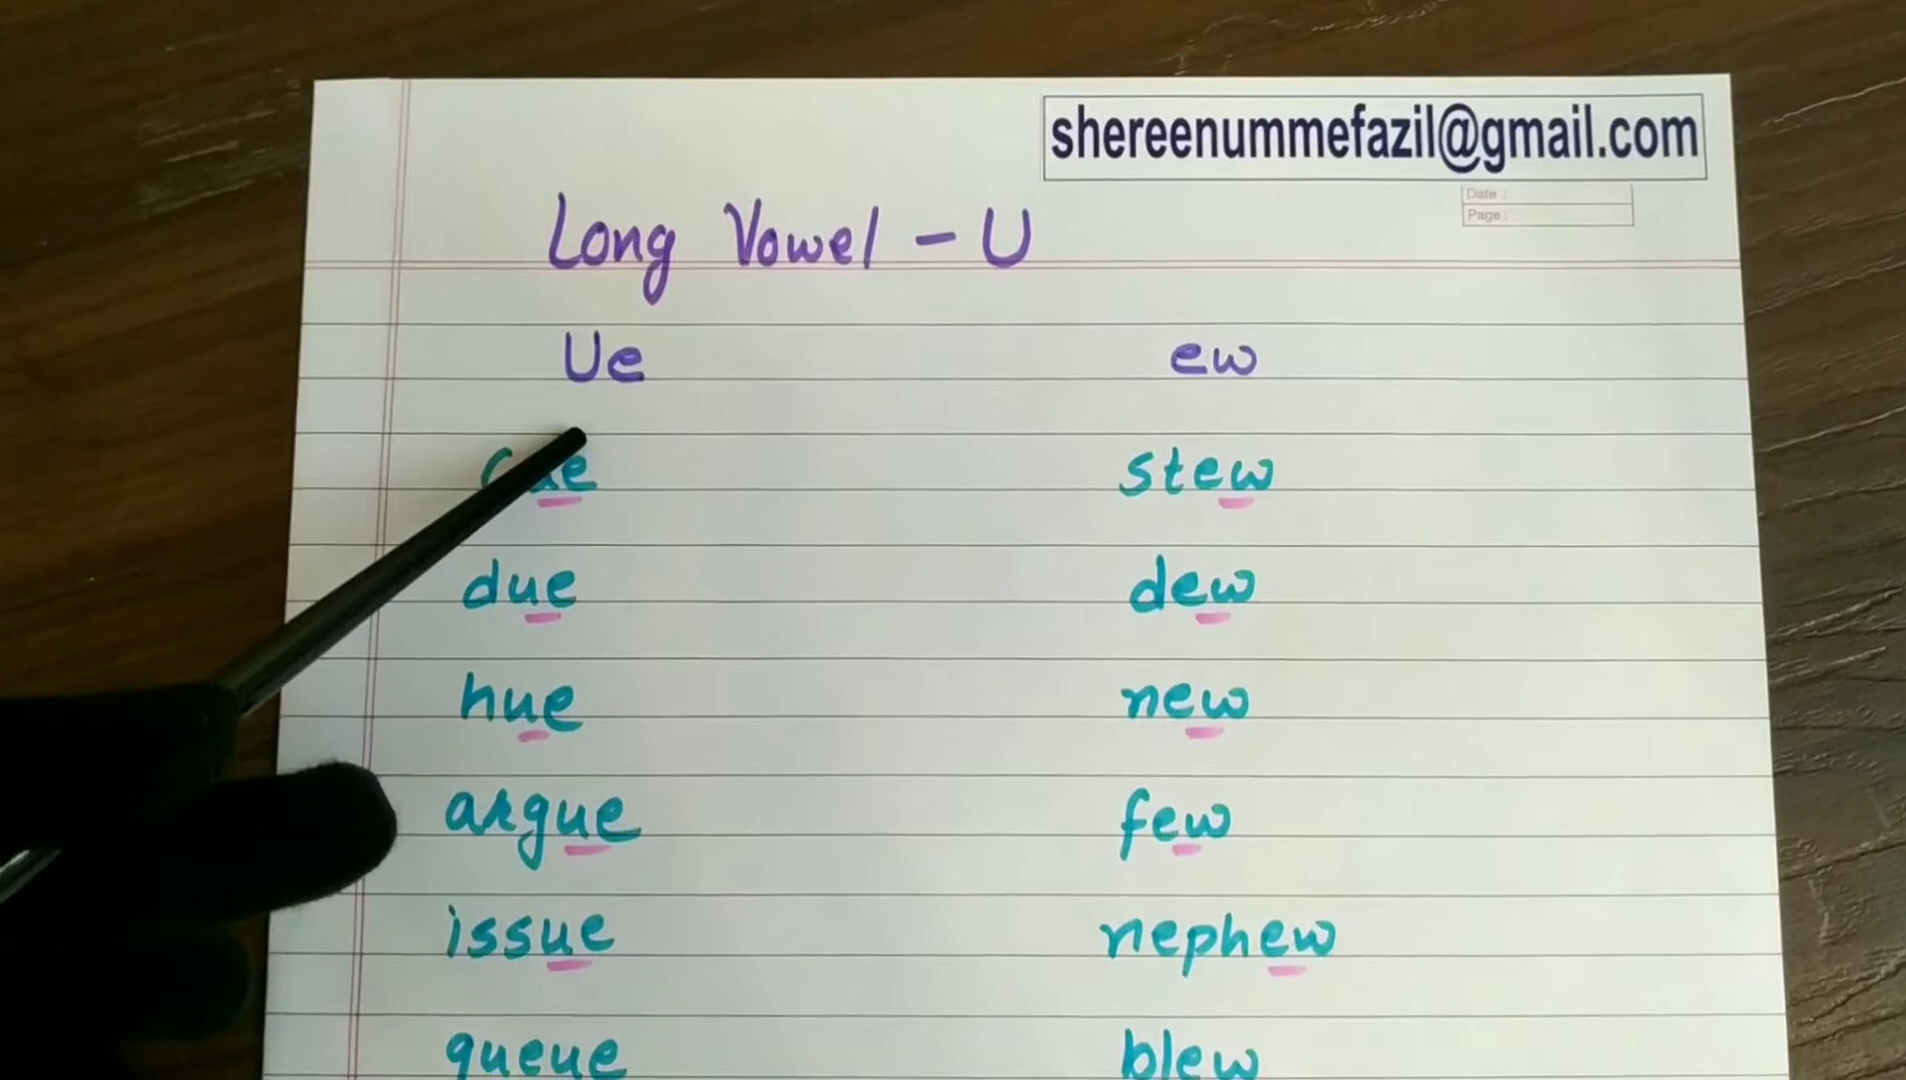 shereenummefazil@gmail.com
Date :
Page :
Long Vowel - U
Ue ew
cue stew
due dew
hue new
argue few
issue nephew
queue blew